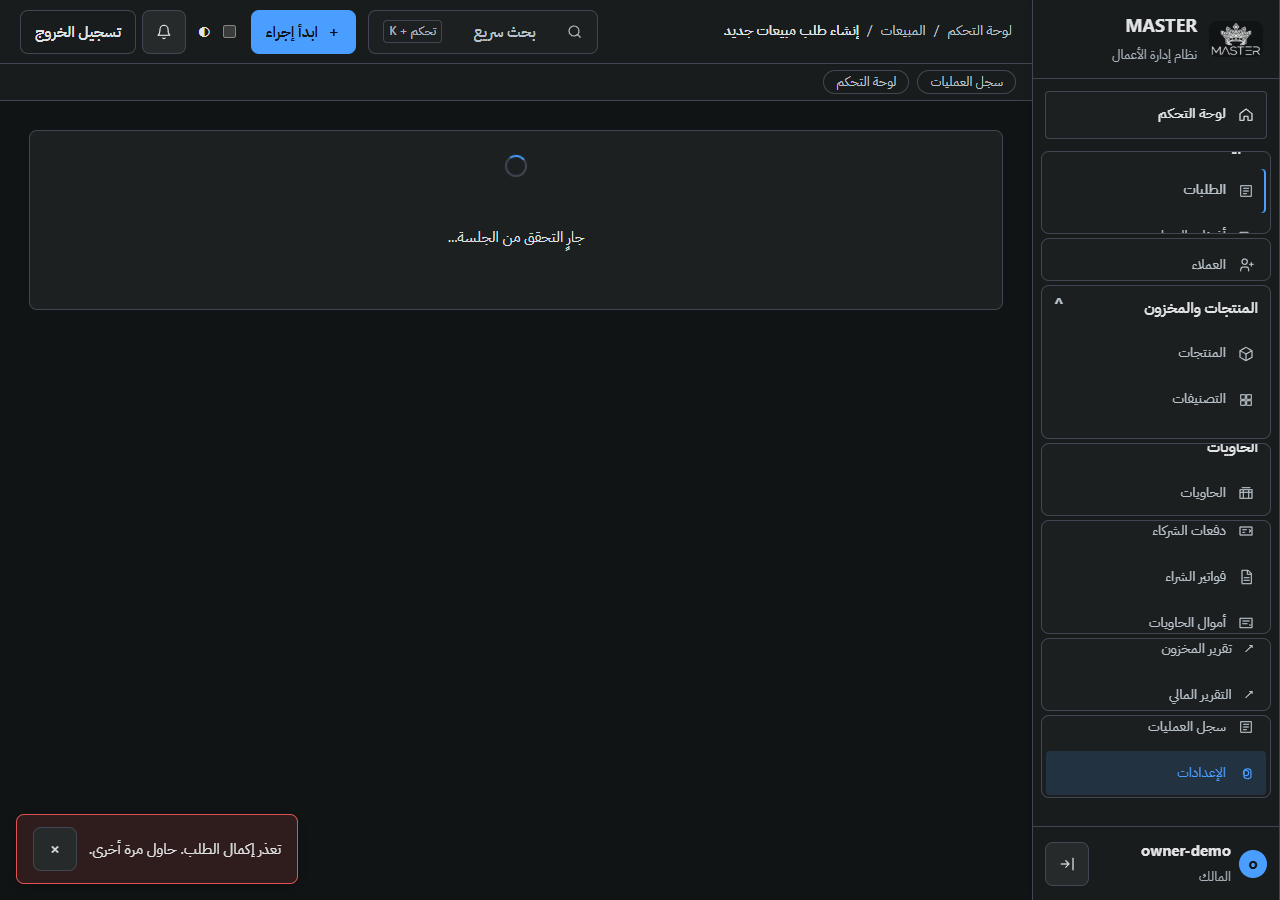 MASTER
نظام إدارة الأعمال
MASTER
لوحة التحكم / المبيعات / إنشاء طلب مبيعات جديد
بحث سريع
تحكم + K
+ ابدأ إجراء
تسجيل الخروج
سجل العمليات
لوحة التحكم
لوحة التحكم
الطلبات
العملاء
المنتجات والمخزون
المنتجات
التصنيفات
الحاويات
الحاويات
دفعات الشركاء
فواتير الشراء
أموال الحاويات
تقرير المخزون
التقرير المالي
سجل العمليات
الإعدادات
owner-demo
المالك
o
جارٍ التحقق من الجلسة...
تعذر إكمال الطلب. حاول مرة أخرى.
×